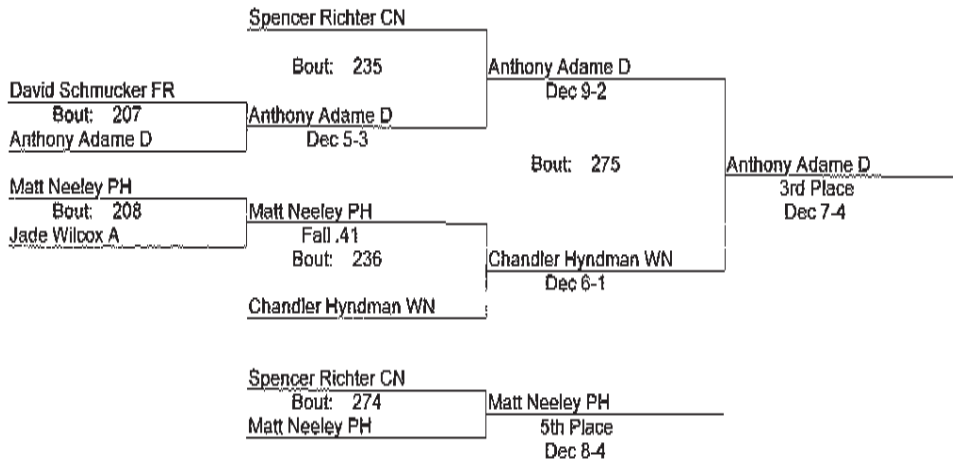 Spencer Richter CN
Bout: 235
Anthony Adame D
Dec 9-2
David Schmucker FR
Bout: 207
Anthony Adame D
Anthony Adame D
Dec 5-3
Bout: 275
Anthony Adame D
3rd Place
Dec 7-4
Matt Neeley PH
Bout: 208
Jade Wilcox A
Matt Neeley PH
Fall .41
Bout: 236
Chandler Hyndman WN
Dec 6-1
Chandler Hyndman WN
Spencer Richter CN
Bout: 274
Matt Neeley PH
Matt Neeley PH
5th Place
Dec 8-4